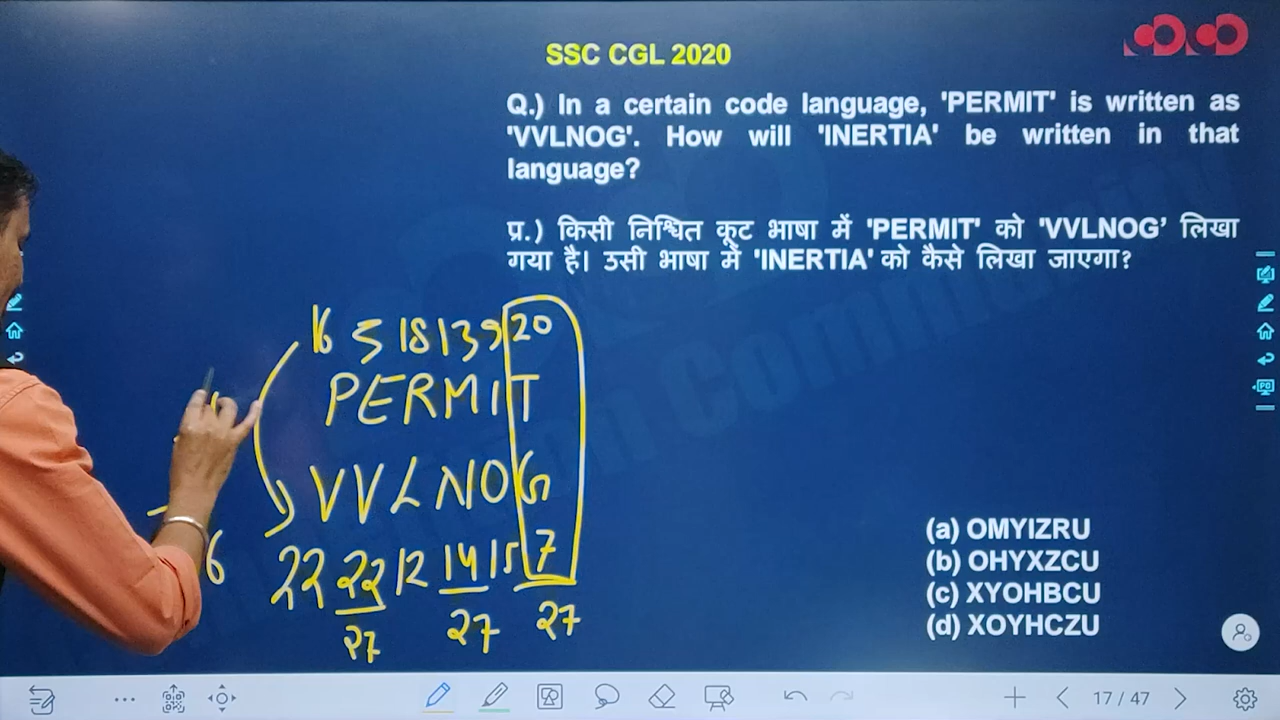 SSC CGL 2020
Q.) In a certain code language, 'PERMIT' is written as
'VVLNOG'. How will 'INERTIA' be written in that
language?
प्र.) किसी निश्चित कूट भाषा में 'PERMIT' को 'VVLNOG’ लिखा
गया है। उसी भाषा में 'INERTIA' को कैसे लिखा जाएगा?
16 5 18 13 9 20
PERMIT
VVLNOG
6 22 22 12 14 15 7
27 27 27
(a) OMYIZRU
(b) OHYXZCU
(c) XYOHBCU
(d) XOYHCZU
17 / 47